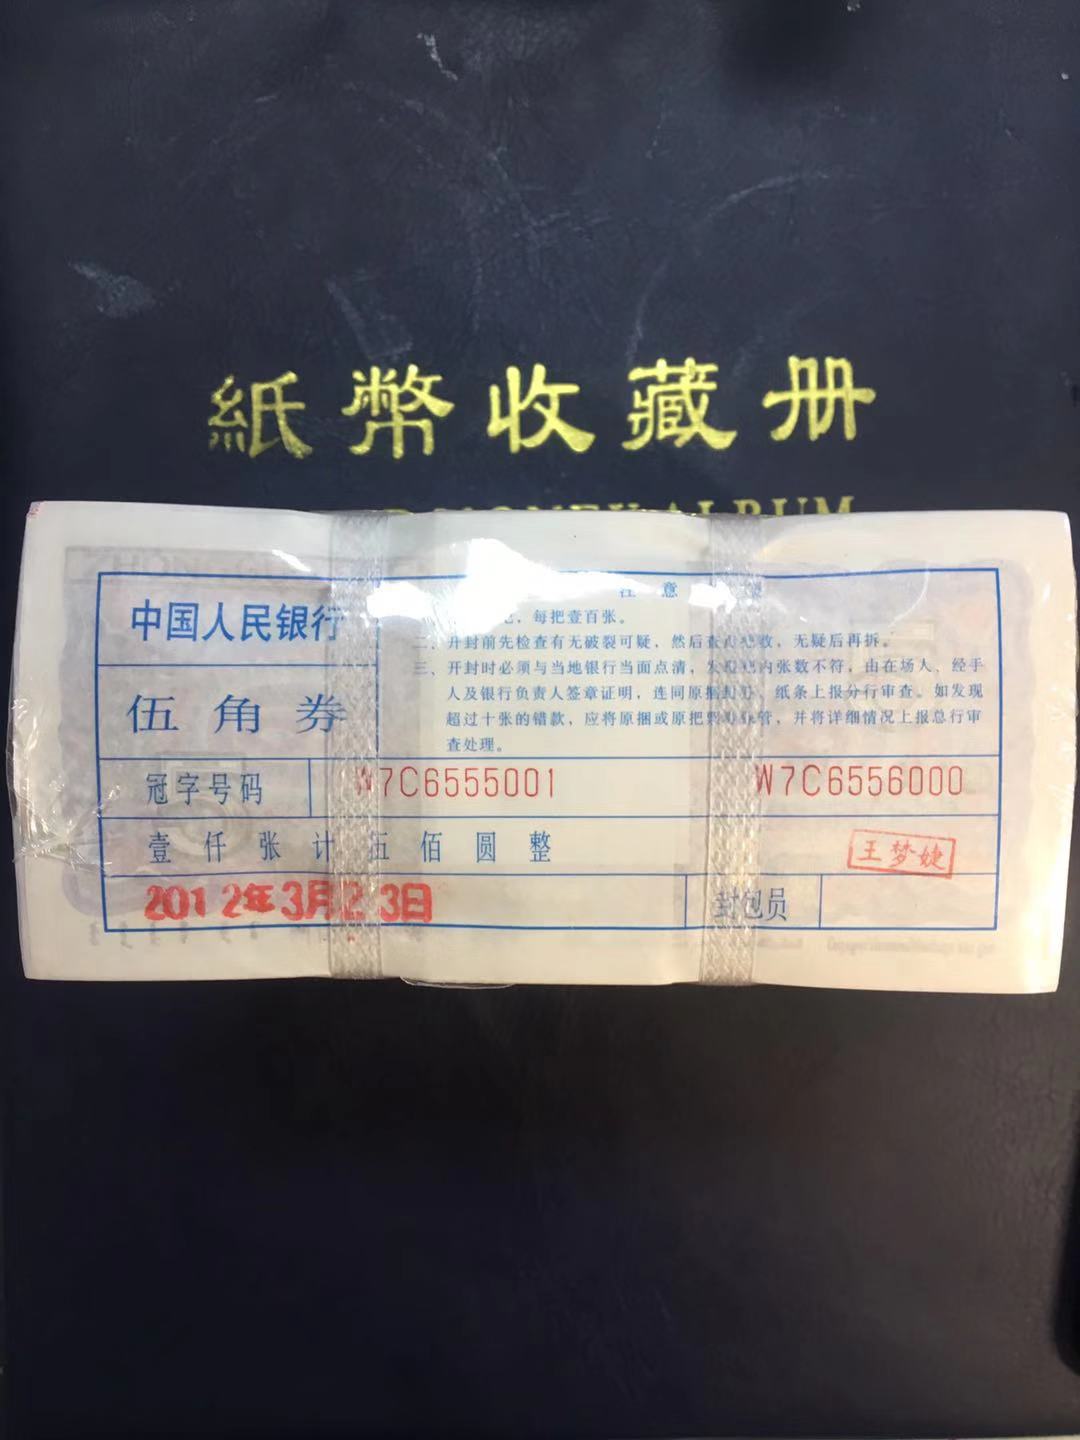 紙幣收藏册
MONEY ALBUM
中国人民银行
伍角券
注意
每把壹百张。
二、开封前先检查有无破裂可疑，然后查点，无疑后再拆。
三、开封时必须与当地银行当面点清，发现内张数不符，由在场人、经手
人及银行负责人签章证明，连同原捆封、纸条上报分行审查。如发现
超过十张的错款，应将原捆或原把保管，并将详细情况上报总行审
查处理。
冠字号码 W7C6555001 W7C6556000
壹仟张计伍佰圆整
王梦婕
2012年3月23日 封包员